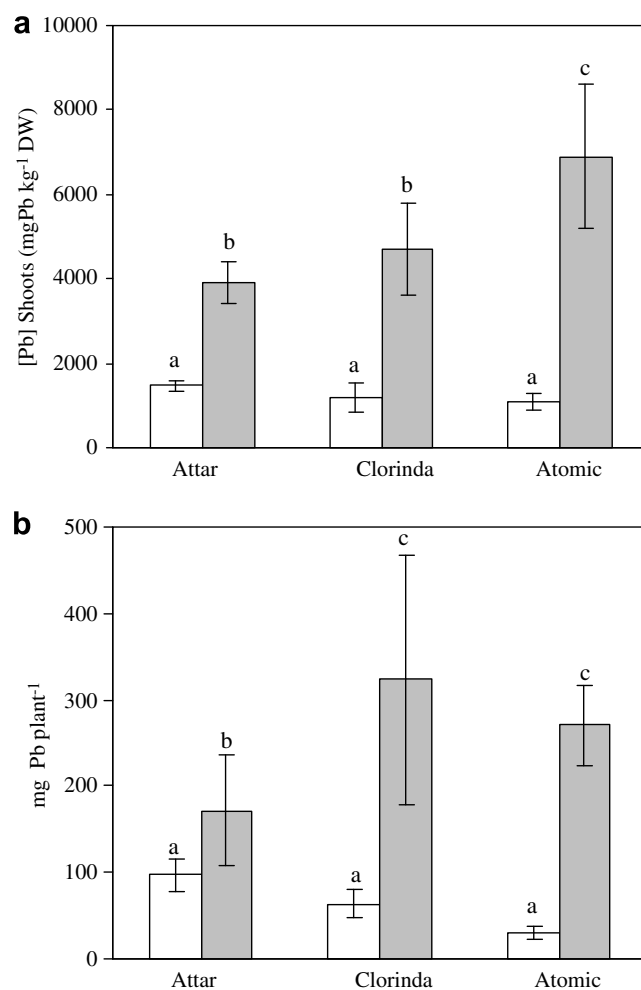 a
10000
8000
6000
4000
2000
0
[Pb] Shoots (mgPb kg-1 DW)
a b a b a c
Attar Clorinda Atomic
b
500
400
300
200
100
0
mg Pb plant-1
a b a c a c
Attar Clorinda Atomic